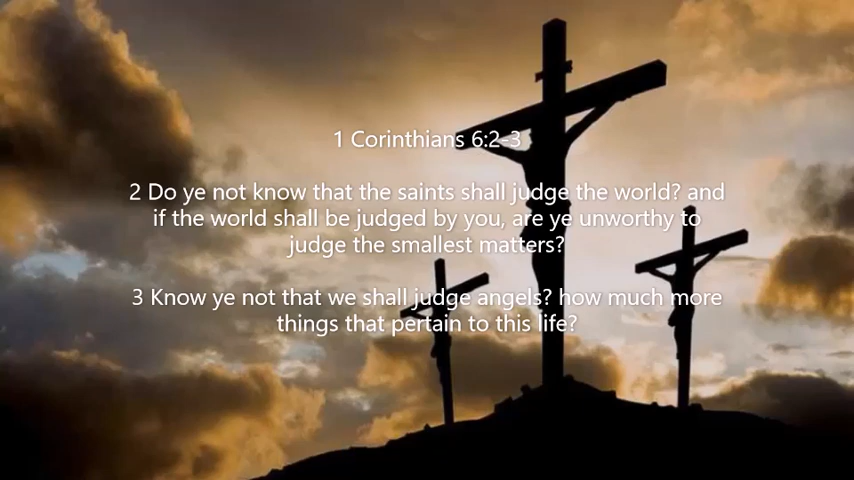 1 Corinthians 6:2-3
2 Do ye not know that the saints shall judge the world? and
if the world shall be judged by you, are ye unworthy to
judge the smallest matters?
3 Know ye not that we shall judge angels? how much more
things that pertain to this life?